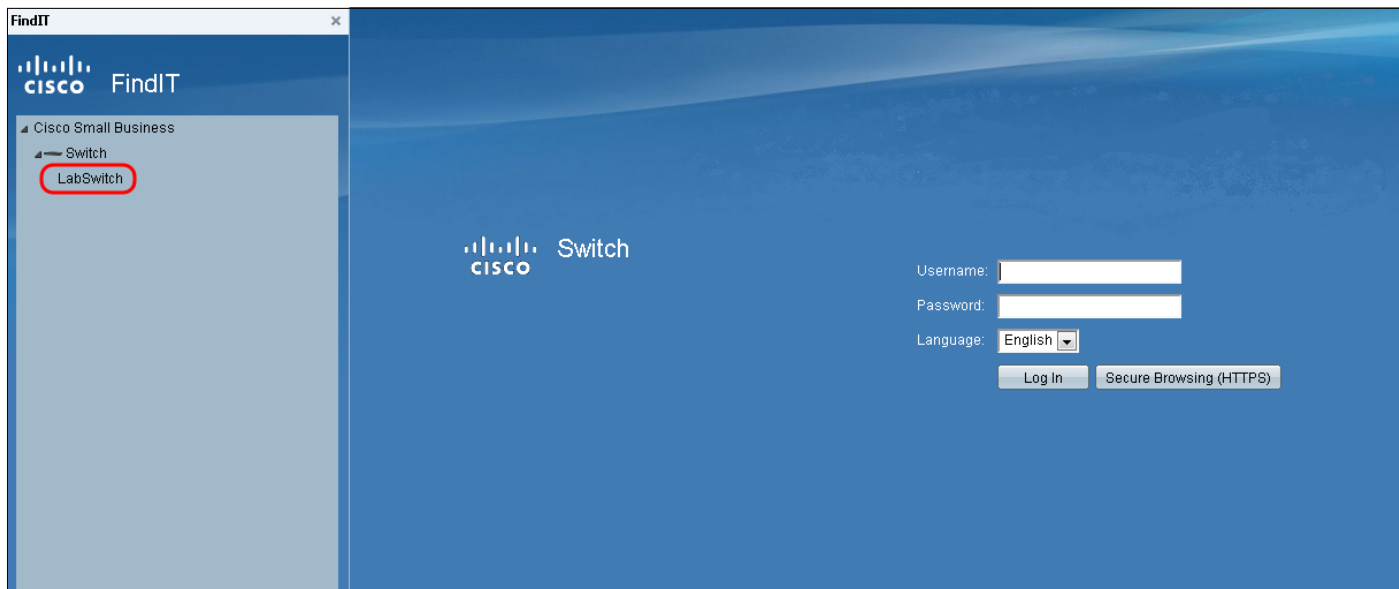 FindIT
CISCO FindIT
Cisco Small Business
Switch
LabSwitch
CISCO Switch
Username:
Password:
Language: English
Log In Secure Browsing (HTTPS)